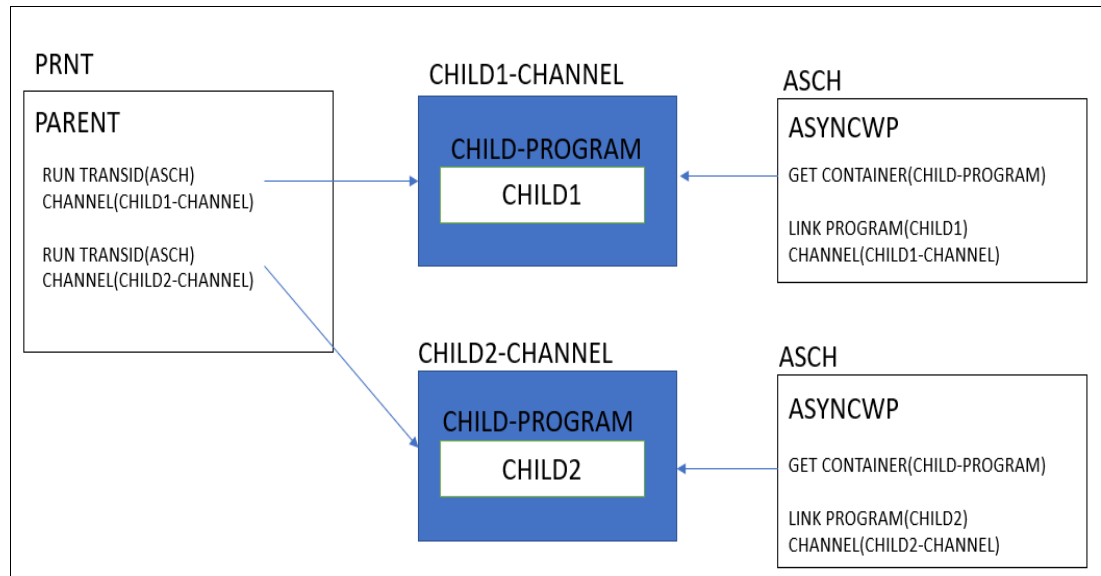 PRNT
PARENT
RUN TRANSID(ASCH)
CHANNEL(CHILD1-CHANNEL)
RUN TRANSID(ASCH)
CHANNEL(CHILD2-CHANNEL)
CHILD1-CHANNEL
CHILD-PROGRAM
CHILD1
ASCH
ASYNCWP
GET CONTAINER(CHILD-PROGRAM)
LINK PROGRAM(CHILD1)
CHANNEL(CHILD1-CHANNEL)
CHILD2-CHANNEL
CHILD-PROGRAM
CHILD2
ASCH
ASYNCWP
GET CONTAINER(CHILD-PROGRAM)
LINK PROGRAM(CHILD2)
CHANNEL(CHILD2-CHANNEL)